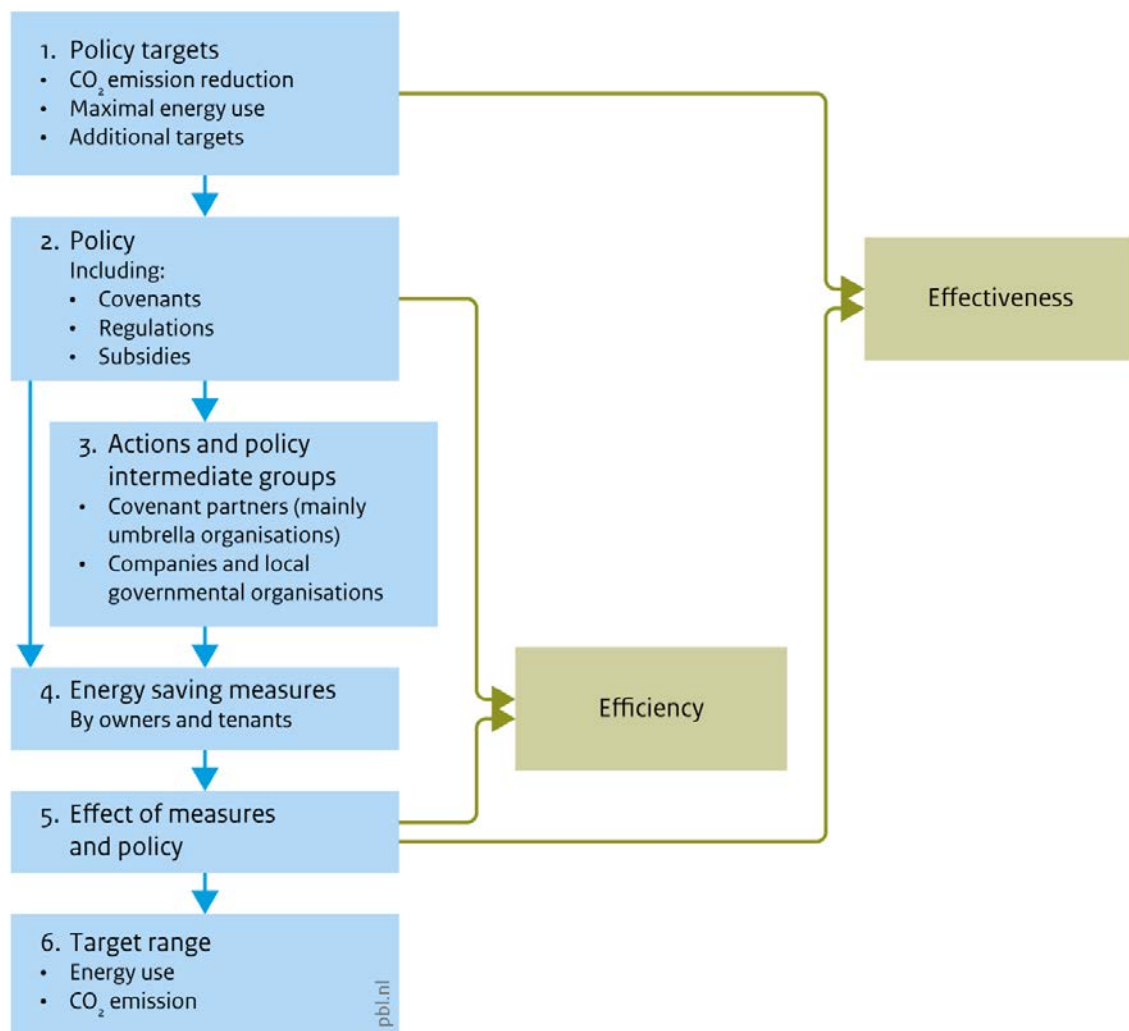 1. Policy targets
• CO₂ emission reduction
• Maximal energy use
• Additional targets
2. Policy
Including:
• Covenants
• Regulations
• Subsidies
3. Actions and policy
intermediate groups
• Covenant partners (mainly
umbrella organisations)
• Companies and local
governmental organisations
4. Energy saving measures
By owners and tenants
5. Effect of measures
and policy
6. Target range
• Energy use
• CO₂ emission
pbl.nl
Efficiency
Effectiveness